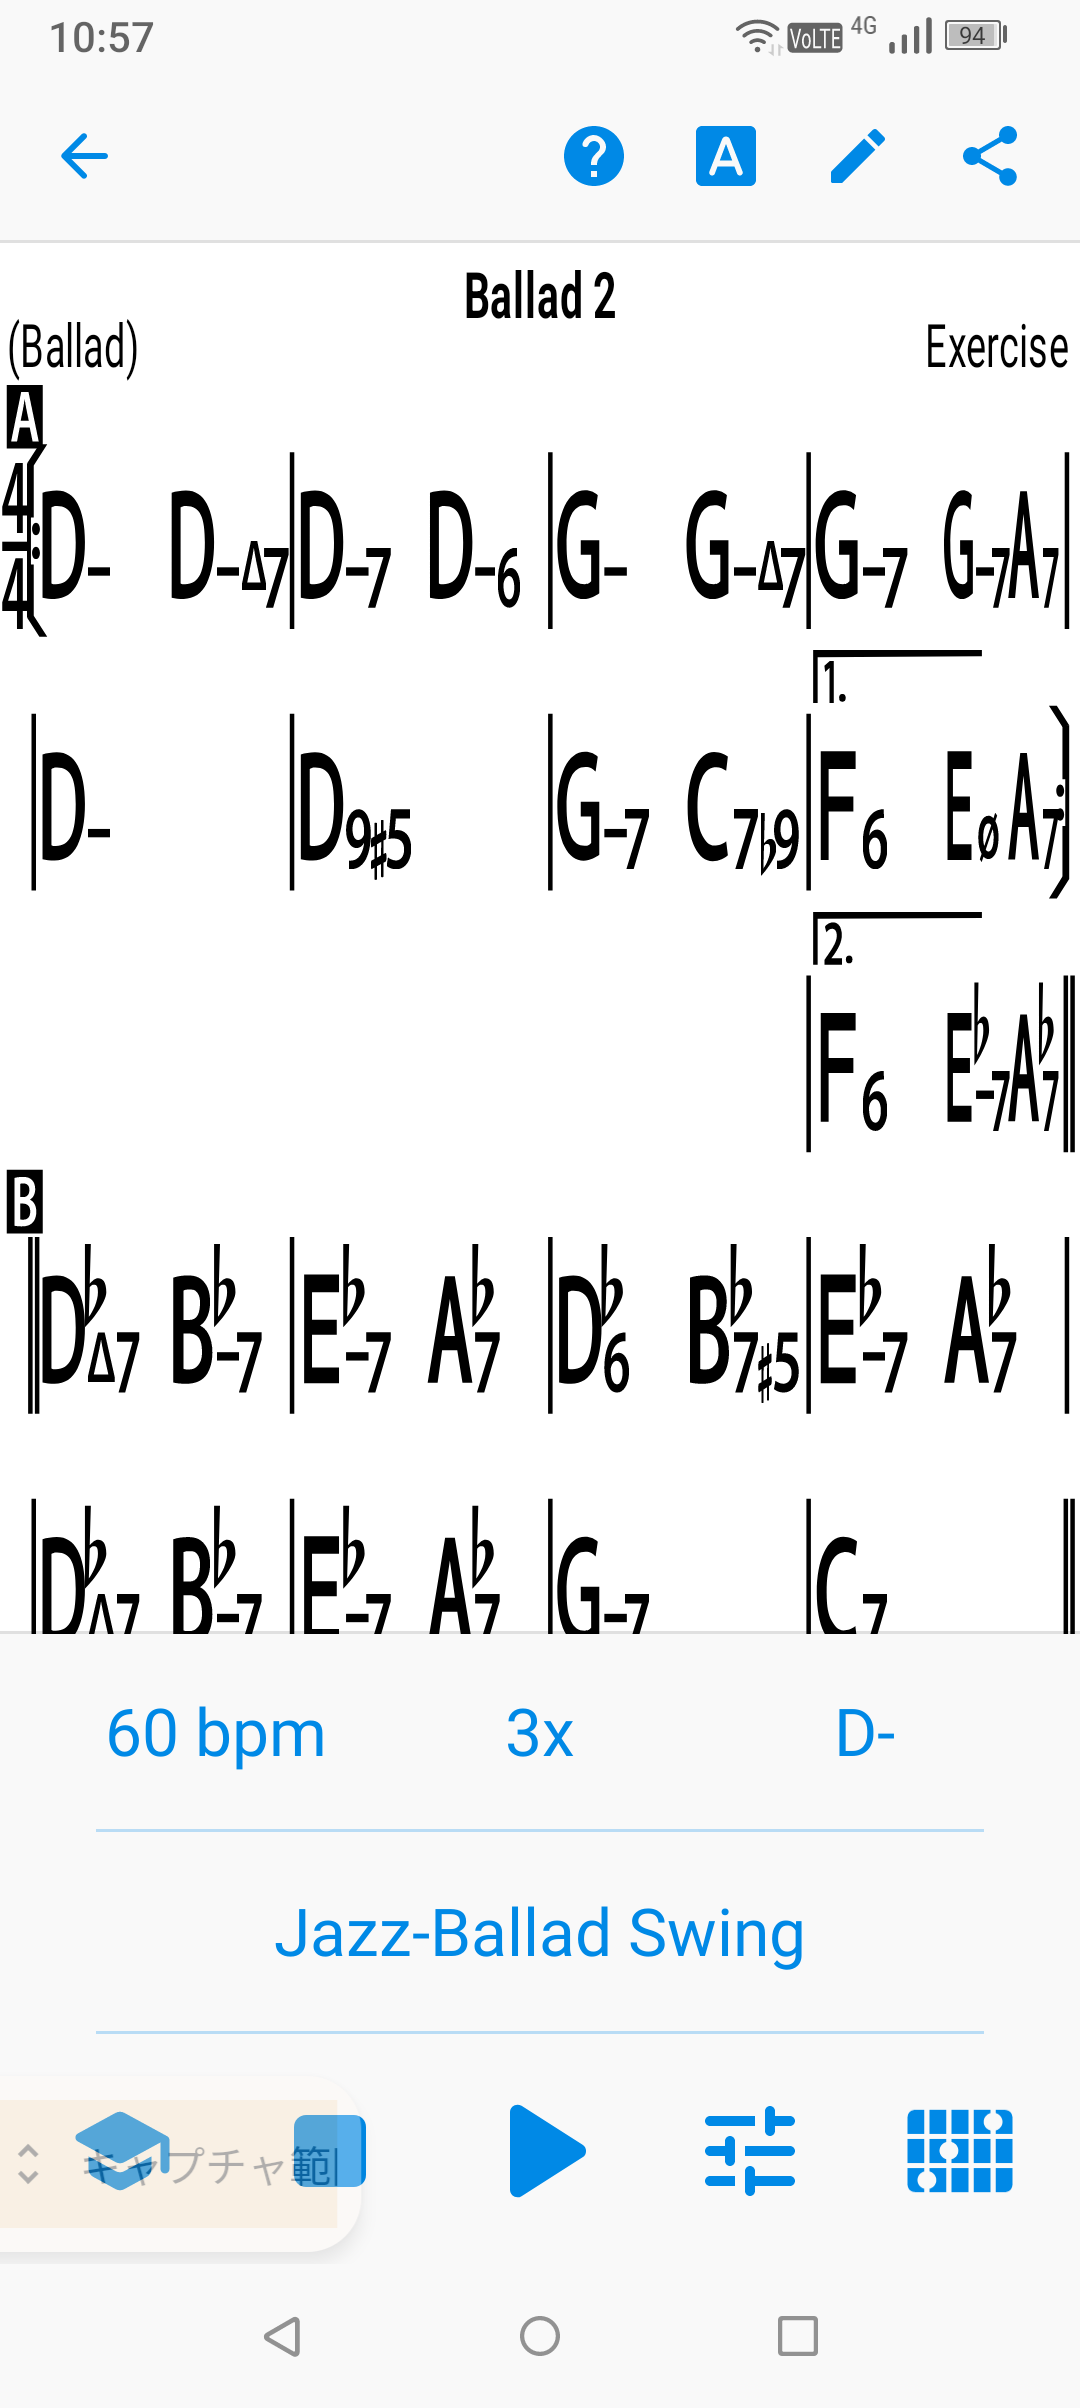 10:57 VoLTE 4G 94
A
Ballad 2
(Ballad) Exercise
A
4/4 D– D–Δ7 D–7 D–6 G– G–Δ7 G–7 G–7 A7
1.
D– D9♯5 G–7 C7♭9 F6 Eø A7
2.
F6 E♭–7 A♭7
B
D♭Δ7 B♭–7 E♭–7 A♭7 D♭6 B♭7♯5 E♭–7 A♭7
D♭Δ7 B♭–7 E♭–7 A♭7 G–7 C7
60 bpm 3x D-
Jazz-Ballad Swing
キャプチャ範